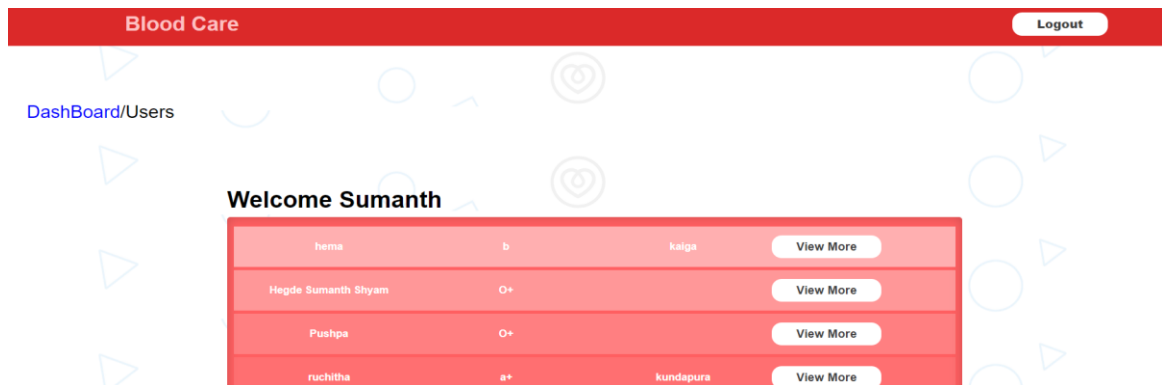 Blood Care Logout
DashBoard/Users
Welcome Sumanth
hema b kaiga View More
Hegde Sumanth Shyam O+ View More
Pushpa O+ View More
ruchitha a+ kundapura View More